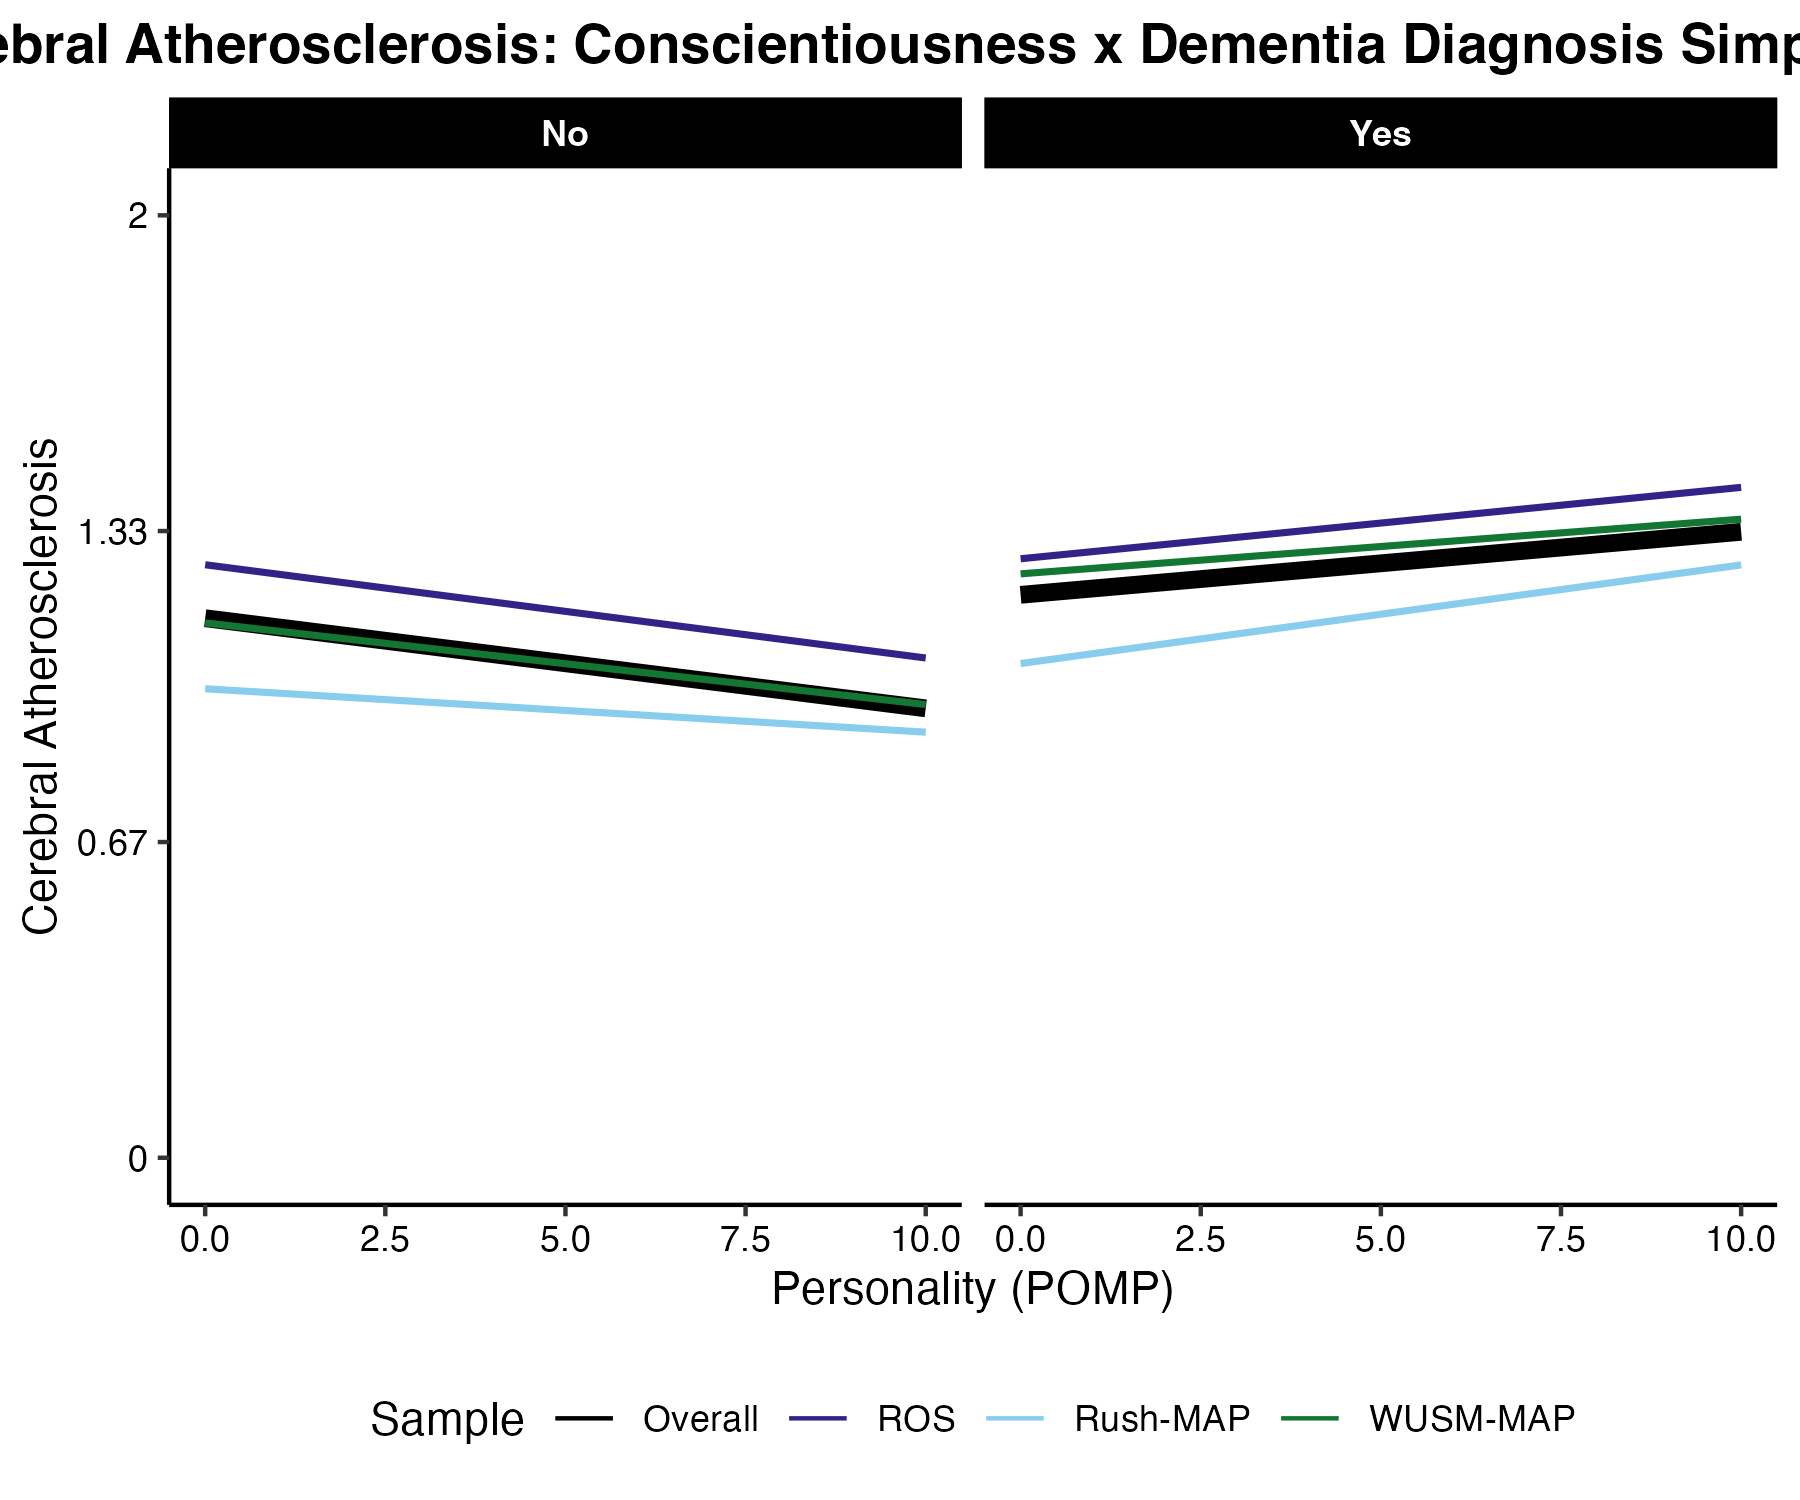 ebral Atherosclerosis: Conscientiousness x Dementia Diagnosis Simp
No
Yes
Cerebral Atherosclerosis
2
1.33
0.67
0
0.0 2.5 5.0 7.5 10.0
0.0 2.5 5.0 7.5 10.0
Personality (POMP)
Sample Overall ROS Rush-MAP WUSM-MAP